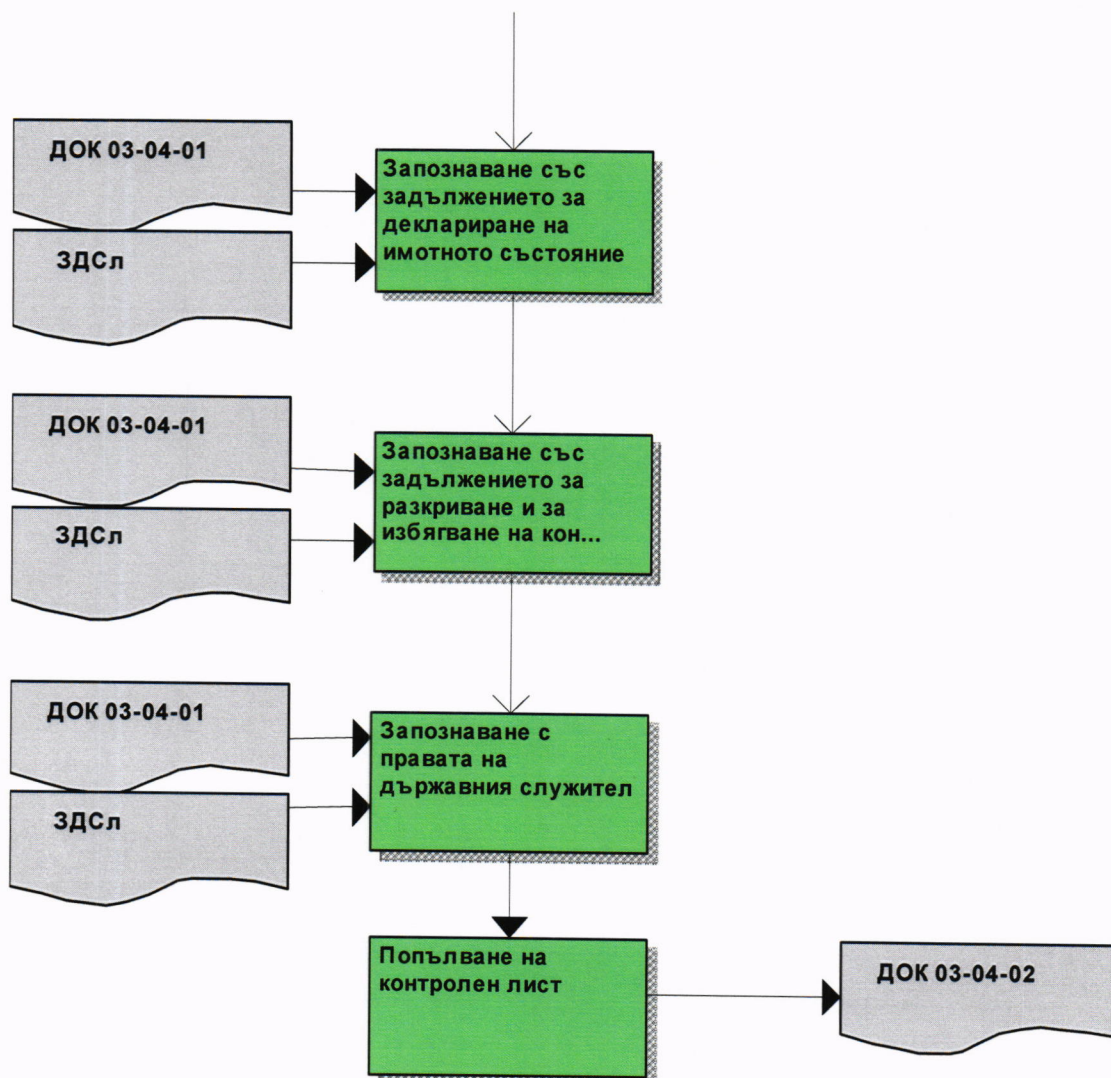 ДОК 03-04-01
ЗДСл
Запознаване със
задължението за
деклариране на
имотното състояние
ДОК 03-04-01
ЗДСл
Запознаване със
задължението за
разкриване и за
избягване на кон...
ДОК 03-04-01
ЗДСл
Запознаване с
правата на
държавния служител
Попълване на
контролен лист
ДОК 03-04-02